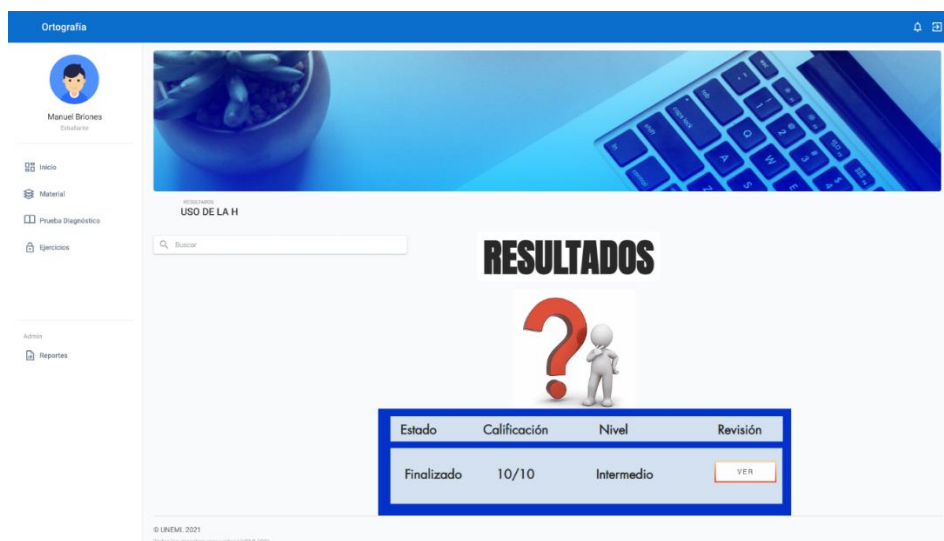 Ortografía
Manuel Briones
Estudiante
Inicio
Material
Prueba Diagnóstico
Ejercicios
Admin
Reportes
RESULTADOS
USO DE LA H
Buscar
RESULTADOS
Estado Calificación Nivel Revisión
Finalizado 10/10 Intermedio VER
© UNEMI, 2021